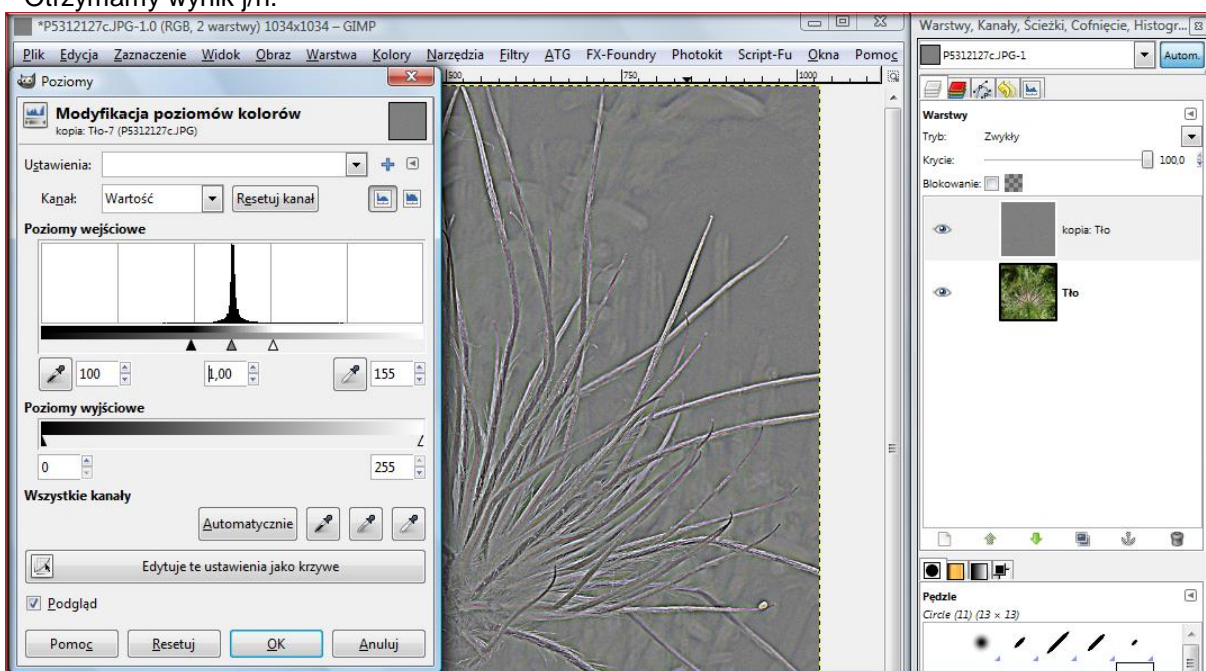 Otrzymamy wynik j/n:
*P5312127c.JPG-1.0 (RGB, 2 warstwy) 1034x1034 – GIMP
Plik Edycja Zaznaczenie Widok Obraz Warstwa Kolory Narzędzia Filtry ATG FX-Foundry Photokit Script-Fu Okna Pomoc
500 750 1000
Poziomy
Modyfikacja poziomów kolorów
kopia: Tło-7 (P5312127c.JPG)
Ustawienia:
Kanał: Wartość Resetuj kanał
Poziomy wejściowe
100 1,00 155
Poziomy wyjściowe
0 255
Wszystkie kanały
Automatycznie
Edytuje te ustawienia jako krzywe
Podgląd
Pomoc Resetuj OK Anuluj
Warstwy, Kanały, Ścieżki, Cofnięcie, Histogr...
P5312127c.JPG-1 Autom.
Warstwy
Tryb: Zwykły
Krycie: 100,0
Blokowanie:
kopia: Tło
Tło
Pędzle
Circle (11) (13 × 13)